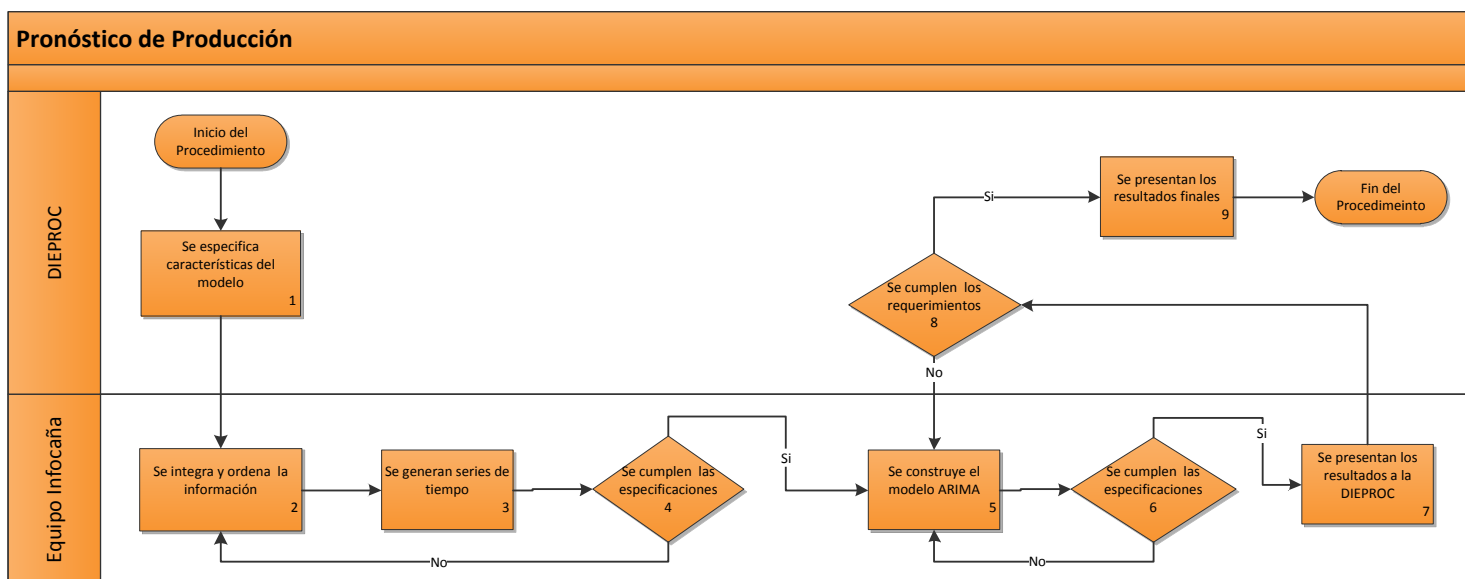 Pronóstico de Producción
DIEPROC
Inicio del
Procedimiento
Se especifica
características del
modelo
1
Se cumplen los
requerimientos
8
Si
No
Se presentan los
resultados finales
9
Fin del
Procedimeinto
Equipo Infocaña
Se integra y ordena la
información
2
Se generan series de
tiempo
3
Se cumplen las
especificaciones
4
Si
No
Se construye el
modelo ARIMA
5
Se cumplen las
especificaciones
6
Si
No
Se presentan los
resultados a la
DIEPROC
7